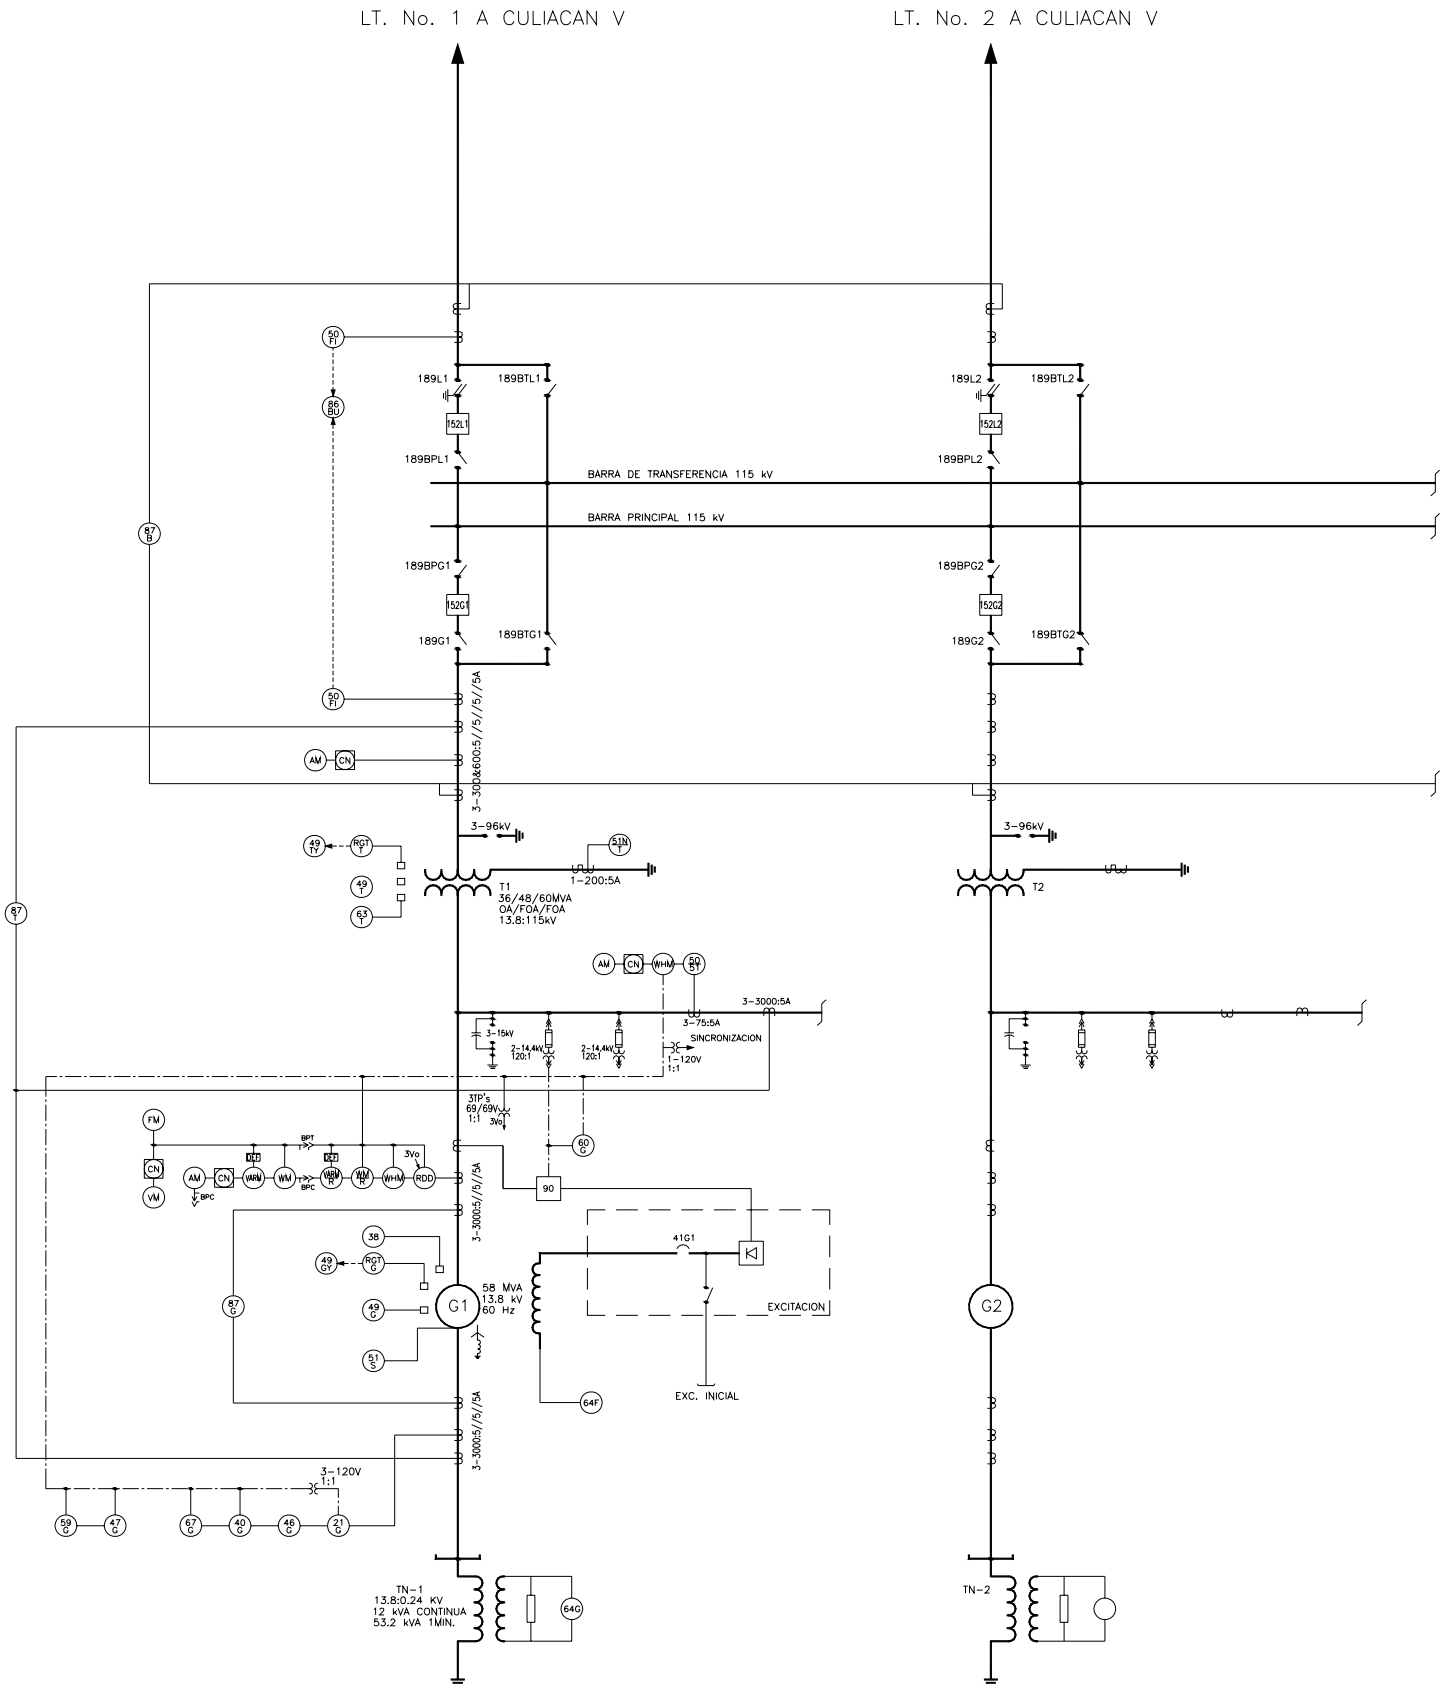 LT. No. 1 A CULIACAN V
LT. No. 2 A CULIACAN V
50
FI
189L1
189BTL1
189L2
189BTL2
86
BU
152L1
152L2
189BPL1
189BPL2
BARRA DE TRANSFERENCIA 115 kV
BARRA PRINCIPAL 115 kV
87
B
189BPG1
189BPG2
152G1
152G2
189G1
189BTG1
189G2
189BTG2
50
FI
3-300&600:5//5//5//5A
AM
CN
3-96kV
3-96kV
49
TY
RGT
T
51N
T
49
T
1-200:5A
T1
36/48/60MVA
OA/FOA/FOA
13.8:115kV
T2
63
T
87
T
AM
CN
WHM
50
51
3-3000:5A
3-75:5A
3-15kV
SINCRONIZACION
2-14.4kV
120:1
2-14.4kV
120:1
1-120V
1:1
3TP's
69/69V
1:1
3Vo
FM
BPT
60
G
CN
DEF
DEF
3Vo
AM
CN
VARM
WM
VARM
R
WM
R
WHM
RDD
BPC
BPC
VM
90
3-3000:5//5//5A
38
41G1
49
GY
RGT
G
87
G
49
G
G1
58 MVA
13.8 kV
60 Hz
EXCITACION
G2
51
S
EXC. INICIAL
64F
3-3000:5//5//5A
3-120V
1:1
59
G
47
G
67
G
40
G
46
G
21
G
TN-1
13.8:0.24 KV
12 kVA CONTINUA
53.2 kVA 1MIN.
64G
TN-2